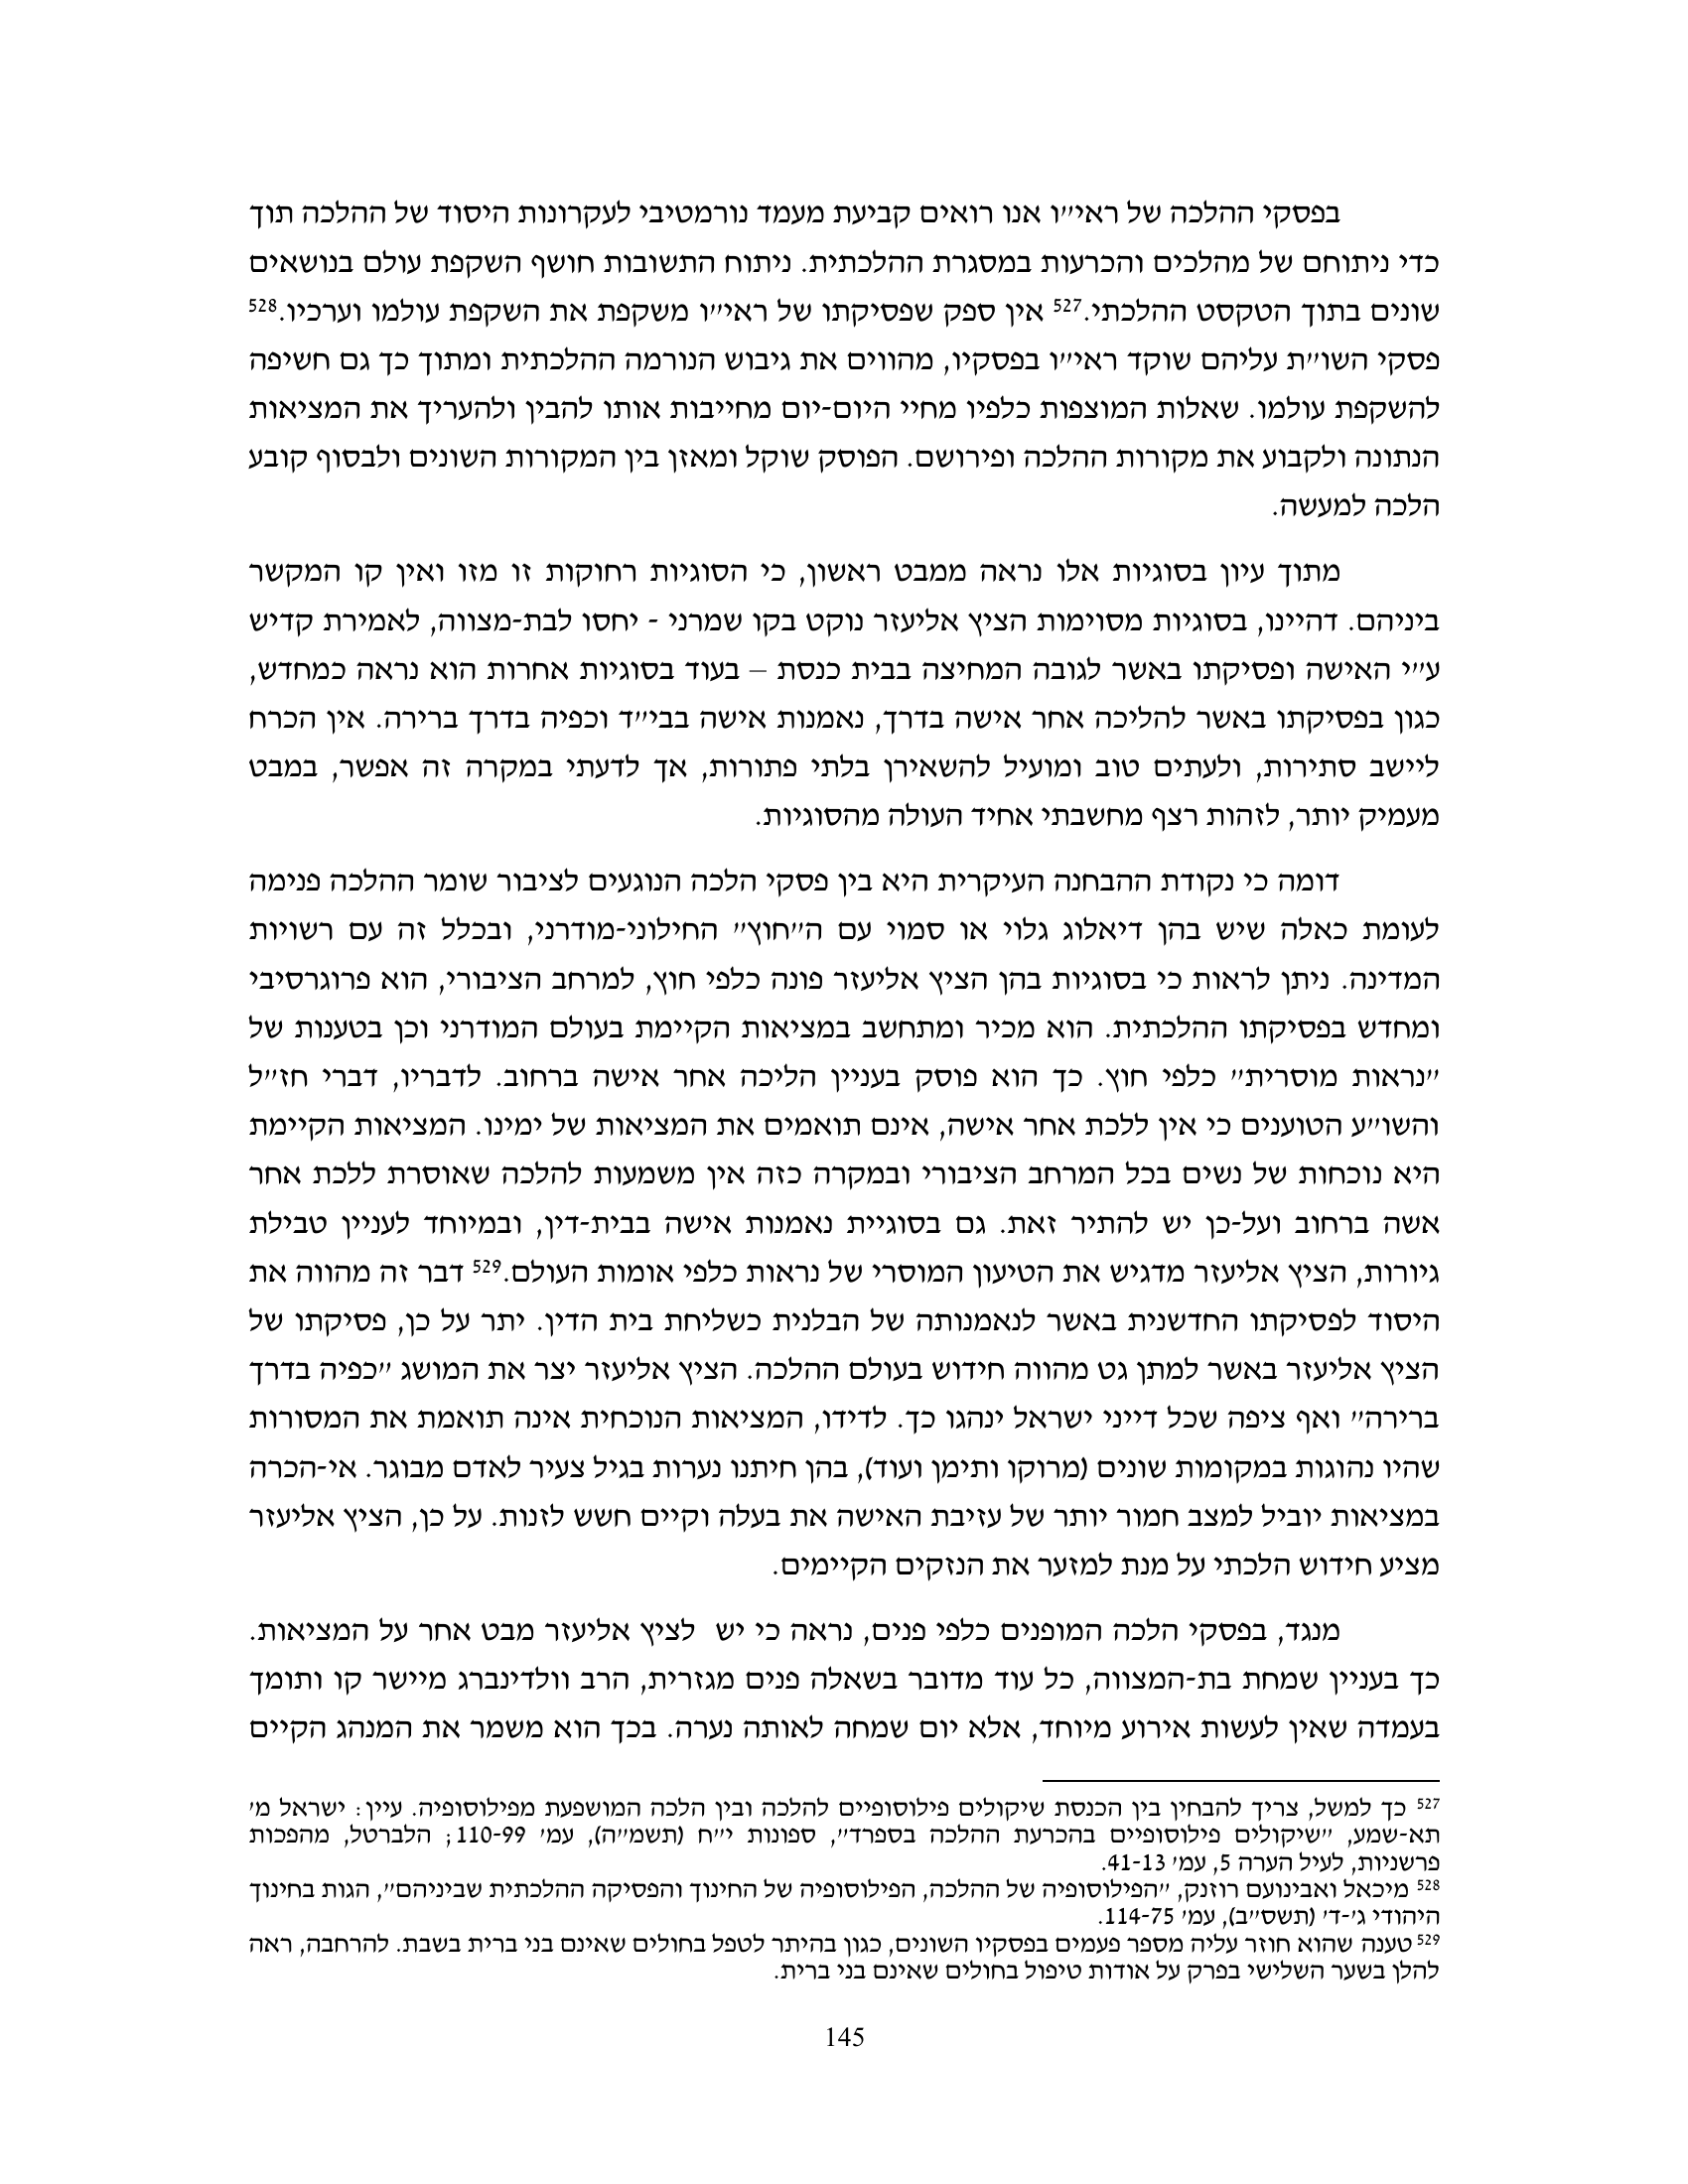 בפסקי ההלכה של ראי״ו אנו רואים קביעת מעמד נורמטיבי לעקרונות היסוד של ההלכה תוך
כדי ניתוחם של מהלכים והכרעות במסגרת ההלכתית. ניתוח התשובות חושף השקפת עולם בנושאים
שונים בתוך הטקסט ההלכתי.527 אין ספק שפסיקתו של ראי״ו משקפת את השקפת עולמו וערכיו.528
פסקי השו״ת עליהם שוקד ראי״ו בפסקיו, מהווים את גיבוש הנורמה ההלכתית ומתוך כך גם חשיפה
להשקפת עולמו. שאלות המוצפות כלפיו מחיי היום-יום מחייבות אותו להבין ולהעריך את המציאות
הנתונה ולקבוע את מקורות ההלכה ופירושם. הפוסק שוקל ומאזן בין המקורות השונים ולבסוף קובע
הלכה למעשה.
מתוך עיון בסוגיות אלו נראה ממבט ראשון, כי הסוגיות רחוקות זו מזו ואין קו המקשר
ביניהם. דהיינו, בסוגיות מסוימות הציץ אליעזר נוקט בקו שמרני - יחסו לבת-מצווה, לאמירת קדיש
ע״י האישה ופסיקתו באשר לגובה המחיצה בבית כנסת – בעוד בסוגיות אחרות הוא נראה כמחדש,
כגון בפסיקתו באשר להליכה אחר אישה בדרך, נאמנות אישה בבי״ד וכפיה בדרך ברירה. אין הכרח
ליישב סתירות, ולעתים טוב ומועיל להשאירן בלתי פתורות, אך לדעתי במקרה זה אפשר, במבט
מעמיק יותר, לזהות רצף מחשבתי אחיד העולה מהסוגיות.
דומה כי נקודת ההבחנה העיקרית היא בין פסקי הלכה הנוגעים לציבור שומר ההלכה פנימה
לעומת כאלה שיש בהן דיאלוג גלוי או סמוי עם ה״חוץ״ החילוני-מודרני, ובכלל זה עם רשויות
המדינה. ניתן לראות כי בסוגיות בהן הציץ אליעזר פונה כלפי חוץ, למרחב הציבורי, הוא פרוגרסיבי
ומחדש בפסיקתו ההלכתית. הוא מכיר ומתחשב במציאות הקיימת בעולם המודרני וכן בטענות של
״נראות מוסרית״ כלפי חוץ. כך הוא פוסק בעניין הליכה אחר אישה ברחוב. לדבריו, דברי חז״ל
והשו״ע הטוענים כי אין ללכת אחר אישה, אינם תואמים את המציאות של ימינו. המציאות הקיימת
היא נוכחות של נשים בכל המרחב הציבורי ובמקרה כזה אין משמעות להלכה שאוסרת ללכת אחר
אשה ברחוב ועל-כן יש להתיר זאת. גם בסוגיית נאמנות אישה בבית-דין, ובמיוחד לעניין טבילת
גיורות, הציץ אליעזר מדגיש את הטיעון המוסרי של נראות כלפי אומות העולם.529 דבר זה מהווה את
היסוד לפסיקתו החדשנית באשר לנאמנותה של הבלנית כשליחת בית הדין. יתר על כן, פסיקתו של
הציץ אליעזר באשר למתן גט מהווה חידוש בעולם ההלכה. הציץ אליעזר יצר את המושג ״כפיה בדרך
ברירה״ ואף ציפה שכל דייני ישראל ינהגו כך. לדידו, המציאות הנוכחית אינה תואמת את המסורות
שהיו נהוגות במקומות שונים (מרוקו ותימן ועוד), בהן חיתנו נערות בגיל צעיר לאדם מבוגר. אי-הכרה
במציאות יוביל למצב חמור יותר של עזיבת האישה את בעלה וקיים חשש לזנות. על כן, הציץ אליעזר
מציע חידוש הלכתי על מנת למזער את הנזקים הקיימים.
מנגד, בפסקי הלכה המופנים כלפי פנים, נראה כי יש לציץ אליעזר מבט אחר על המציאות.
כך בעניין שמחת בת-המצווה, כל עוד מדובר בשאלה פנים מגזרית, הרב וולדינברג מיישר קו ותומך
בעמדה שאין לעשות אירוע מיוחד, אלא יום שמחה לאותה נערה. בכך הוא משמר את המנהג הקיים
527 כך למשל, צריך להבחין בין הכנסת שיקולים פילוסופיים להלכה ובין הלכה המושפעת מפילוסופיה. עיין: ישראל מ׳
תא-שמע, ״שיקולים פילוסופיים בהכרעת ההלכה בספרד״, ספונות י״ח (תשמ״ה), עמ׳ 110-99; הלברטל, מהפכות
פרשניות, לעיל הערה 5, עמ׳ 41-13.
528 מיכאל ואבינועם רוזנק, ״הפילוסופיה של ההלכה, הפילוסופיה של החינוך והפסיקה ההלכתית שביניהם״, הגות בחינוך
היהודי ג׳-ד׳ (תשס״ב), עמ׳ 114-75.
529 טענה שהוא חוזר עליה מספר פעמים בפסקיו השונים, כגון בהיתר לטפל בחולים שאינם בני ברית בשבת. להרחבה, ראה
להלן בשער השלישי בפרק על אודות טיפול בחולים שאינם בני ברית.
145